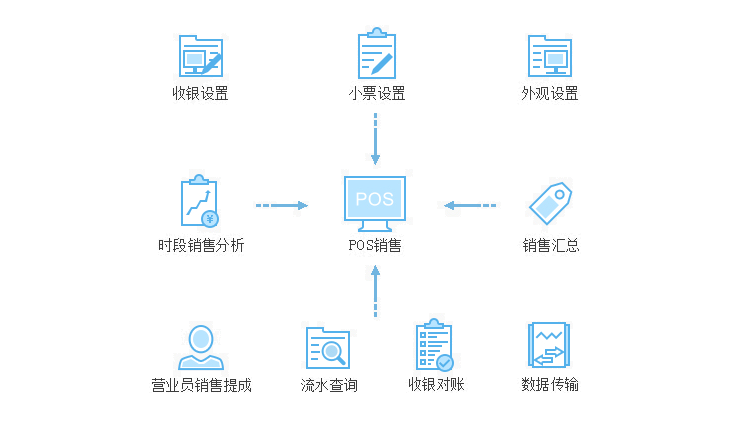 收银设置
小票设置
外观设置
¥
POS
时段销售分析
POS销售
销售汇总
营业员销售提成
流水查询
收银对账
数据传输